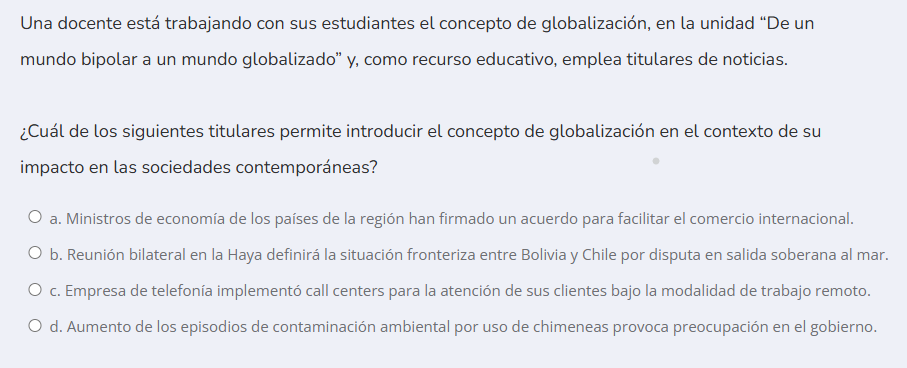 Una docente está trabajando con sus estudiantes el concepto de globalización, en la unidad “De un
mundo bipolar a un mundo globalizado” y, como recurso educativo, emplea titulares de noticias.
¿Cuál de los siguientes titulares permite introducir el concepto de globalización en el contexto de su
impacto en las sociedades contemporáneas?
a. Ministros de economía de los países de la región han firmado un acuerdo para facilitar el comercio internacional.
b. Reunión bilateral en la Haya definirá la situación fronteriza entre Bolivia y Chile por disputa en salida soberana al mar.
c. Empresa de telefonía implementó call centers para la atención de sus clientes bajo la modalidad de trabajo remoto.
d. Aumento de los episodios de contaminación ambiental por uso de chimeneas provoca preocupación en el gobierno.